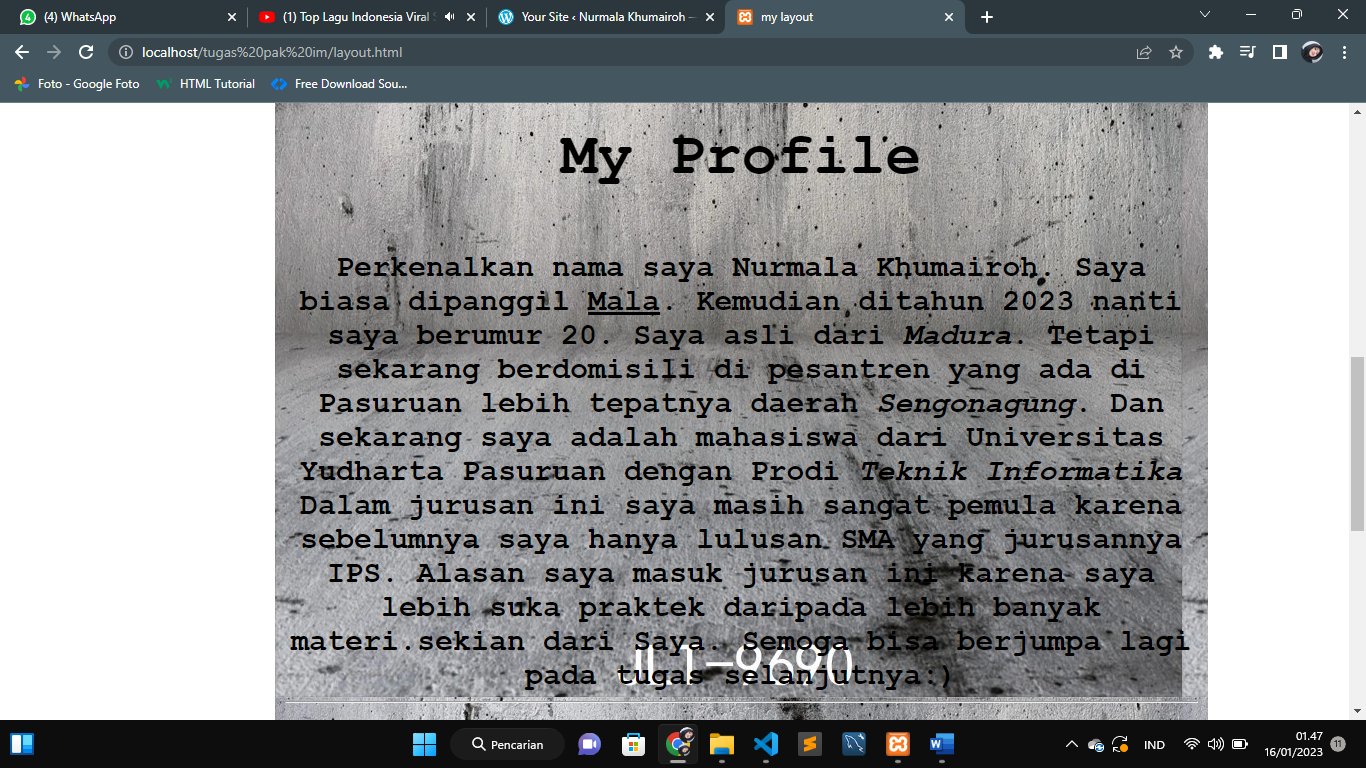 (4) WhatsApp
(1) Top Lagu Indonesia Viral
Your Site ‹ Nurmala Khumairoh —
my layout
localhost/tugas%20pak%20im/layout.html
Foto - Google Foto
HTML Tutorial
Free Download Sou...
My Profile
Perkenalkan nama saya Nurmala Khumairoh. Saya
biasa dipanggil Mala. Kemudian ditahun 2023 nanti
saya berumur 20. Saya asli dari Madura. Tetapi
sekarang berdomisili di pesantren yang ada di
Pasuruan lebih tepatnya daerah Sengonagung. Dan
sekarang saya adalah mahasiswa dari Universitas
Yudharta Pasuruan dengan Prodi Teknik Informatika
Dalam jurusan ini saya masih sangat pemula karena
sebelumnya saya hanya lulusan SMA yang jurusannya
IPS. Alasan saya masuk jurusan ini karena saya
lebih suka praktek daripada lebih banyak
materi.sekian dari Saya. Semoga bisa berjumpa lagi
pada tugas selanjutnya:)
Pencarian
IND
01.47
16/01/2023
11